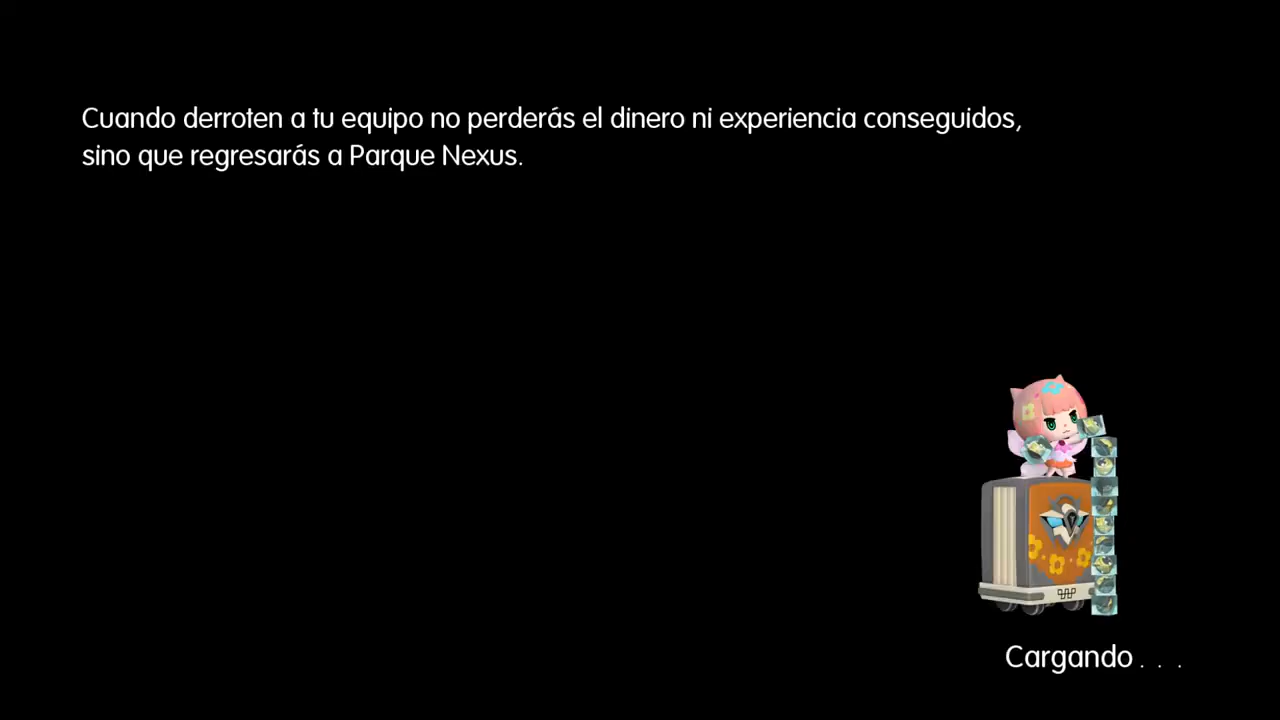 Cuando derroten a tu equipo no perderás el dinero ni experiencia conseguidos,
sino que regresarás a Parque Nexus.
Cargando . . .